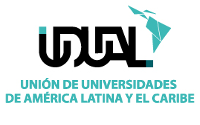 UDUAL
UNIÓN DE UNIVERSIDADES
DE AMÉRICA LATINA Y EL CARIBE